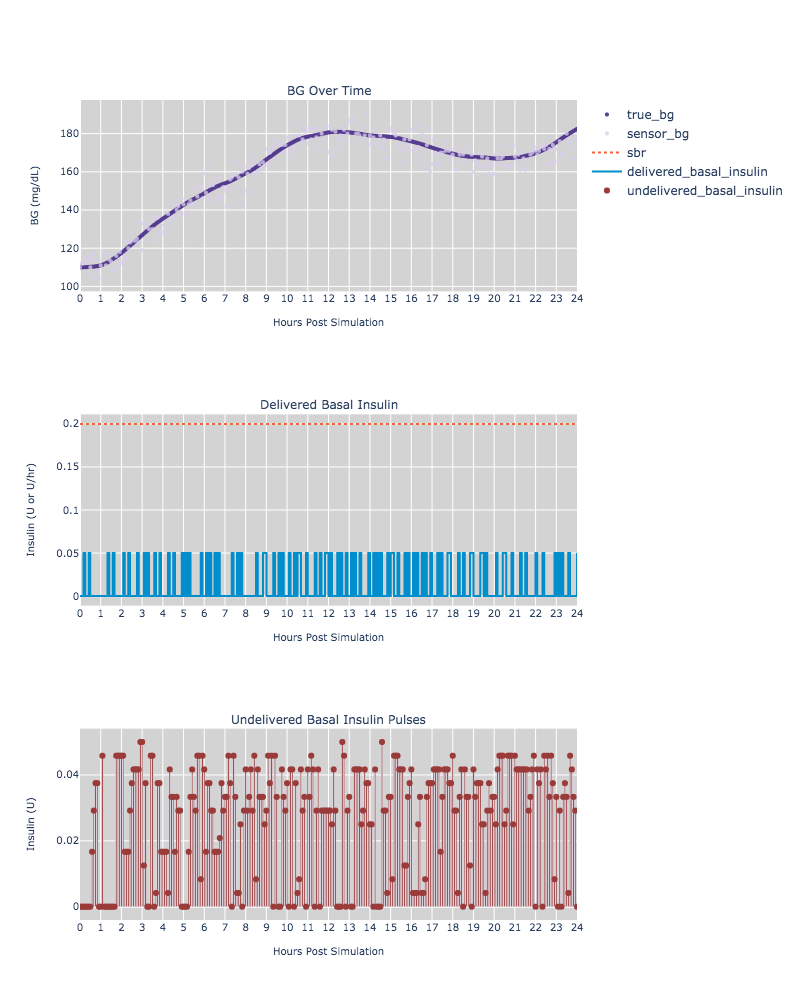 BG Over Time
180
160
140
120
100
BG (mg/dL)
0 1 2 3 4 5 6 7 8 9 10 11 12 13 14 15 16 17 18 19 20 21 22 23 24
Hours Post Simulation
true_bg
sensor_bg
sbr
delivered_basal_insulin
undelivered_basal_insulin
Delivered Basal Insulin
0.2
0.15
0.1
0.05
0
Insulin (U or U/hr)
0 1 2 3 4 5 6 7 8 9 10 11 12 13 14 15 16 17 18 19 20 21 22 23 24
Hours Post Simulation
Undelivered Basal Insulin Pulses
0.04
0.02
0
Insulin (U)
0 1 2 3 4 5 6 7 8 9 10 11 12 13 14 15 16 17 18 19 20 21 22 23 24
Hours Post Simulation